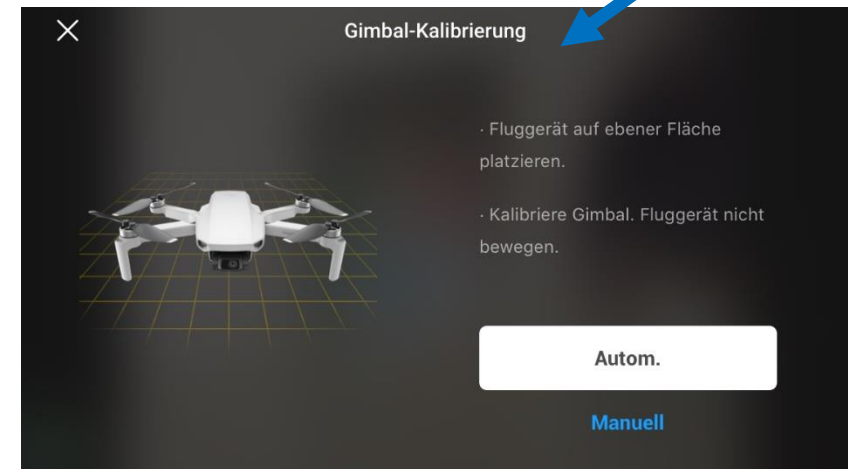 Gimbal-Kalibrierung
· Fluggerät auf ebener Fläche
platzieren.
· Kalibriere Gimbal. Fluggerät nicht
bewegen.
Autom.
Manuell